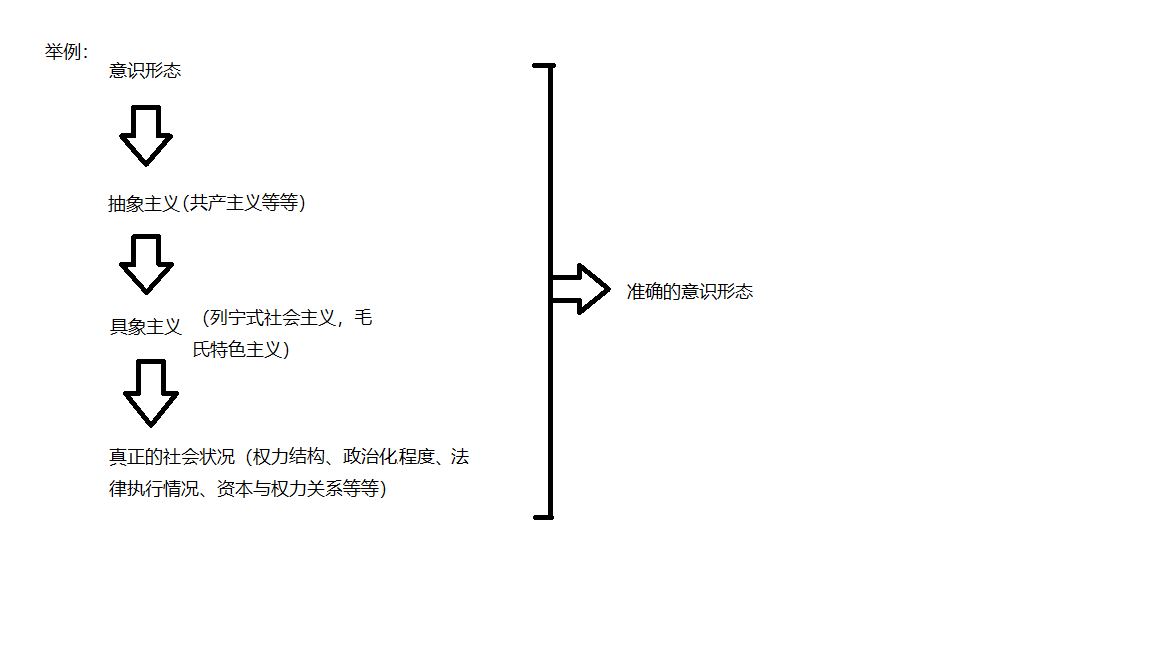 举例：
意识形态
抽象主义（共产主义等等）
具象主义
（列宁式社会主义，毛
氏特色主义）
真正的社会状况（权力结构、政治化程度、法
律执行情况、资本与权力关系等等）
准确的意识形态